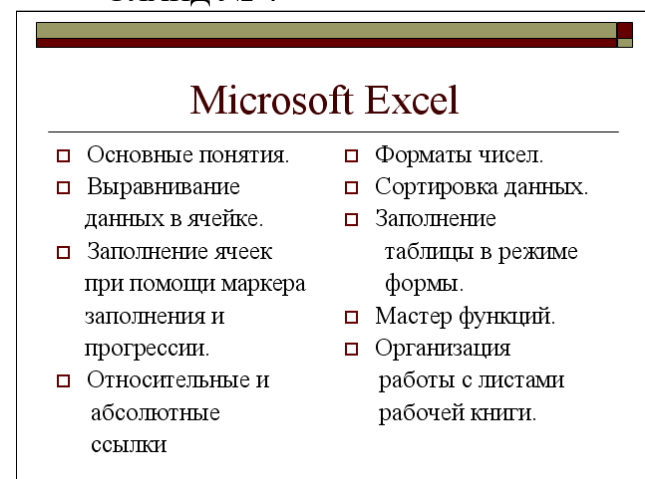 Microsoft Excel
Основные понятия.
Выравнивание
данных в ячейке.
Заполнение ячеек
при помощи маркера
заполнения и
прогрессии.
Относительные и
абсолютные
ссылки
Форматы чисел.
Сортировка данных.
Заполнение
таблицы в режиме
формы.
Мастер функций.
Организация
работы с листами
рабочей книги.